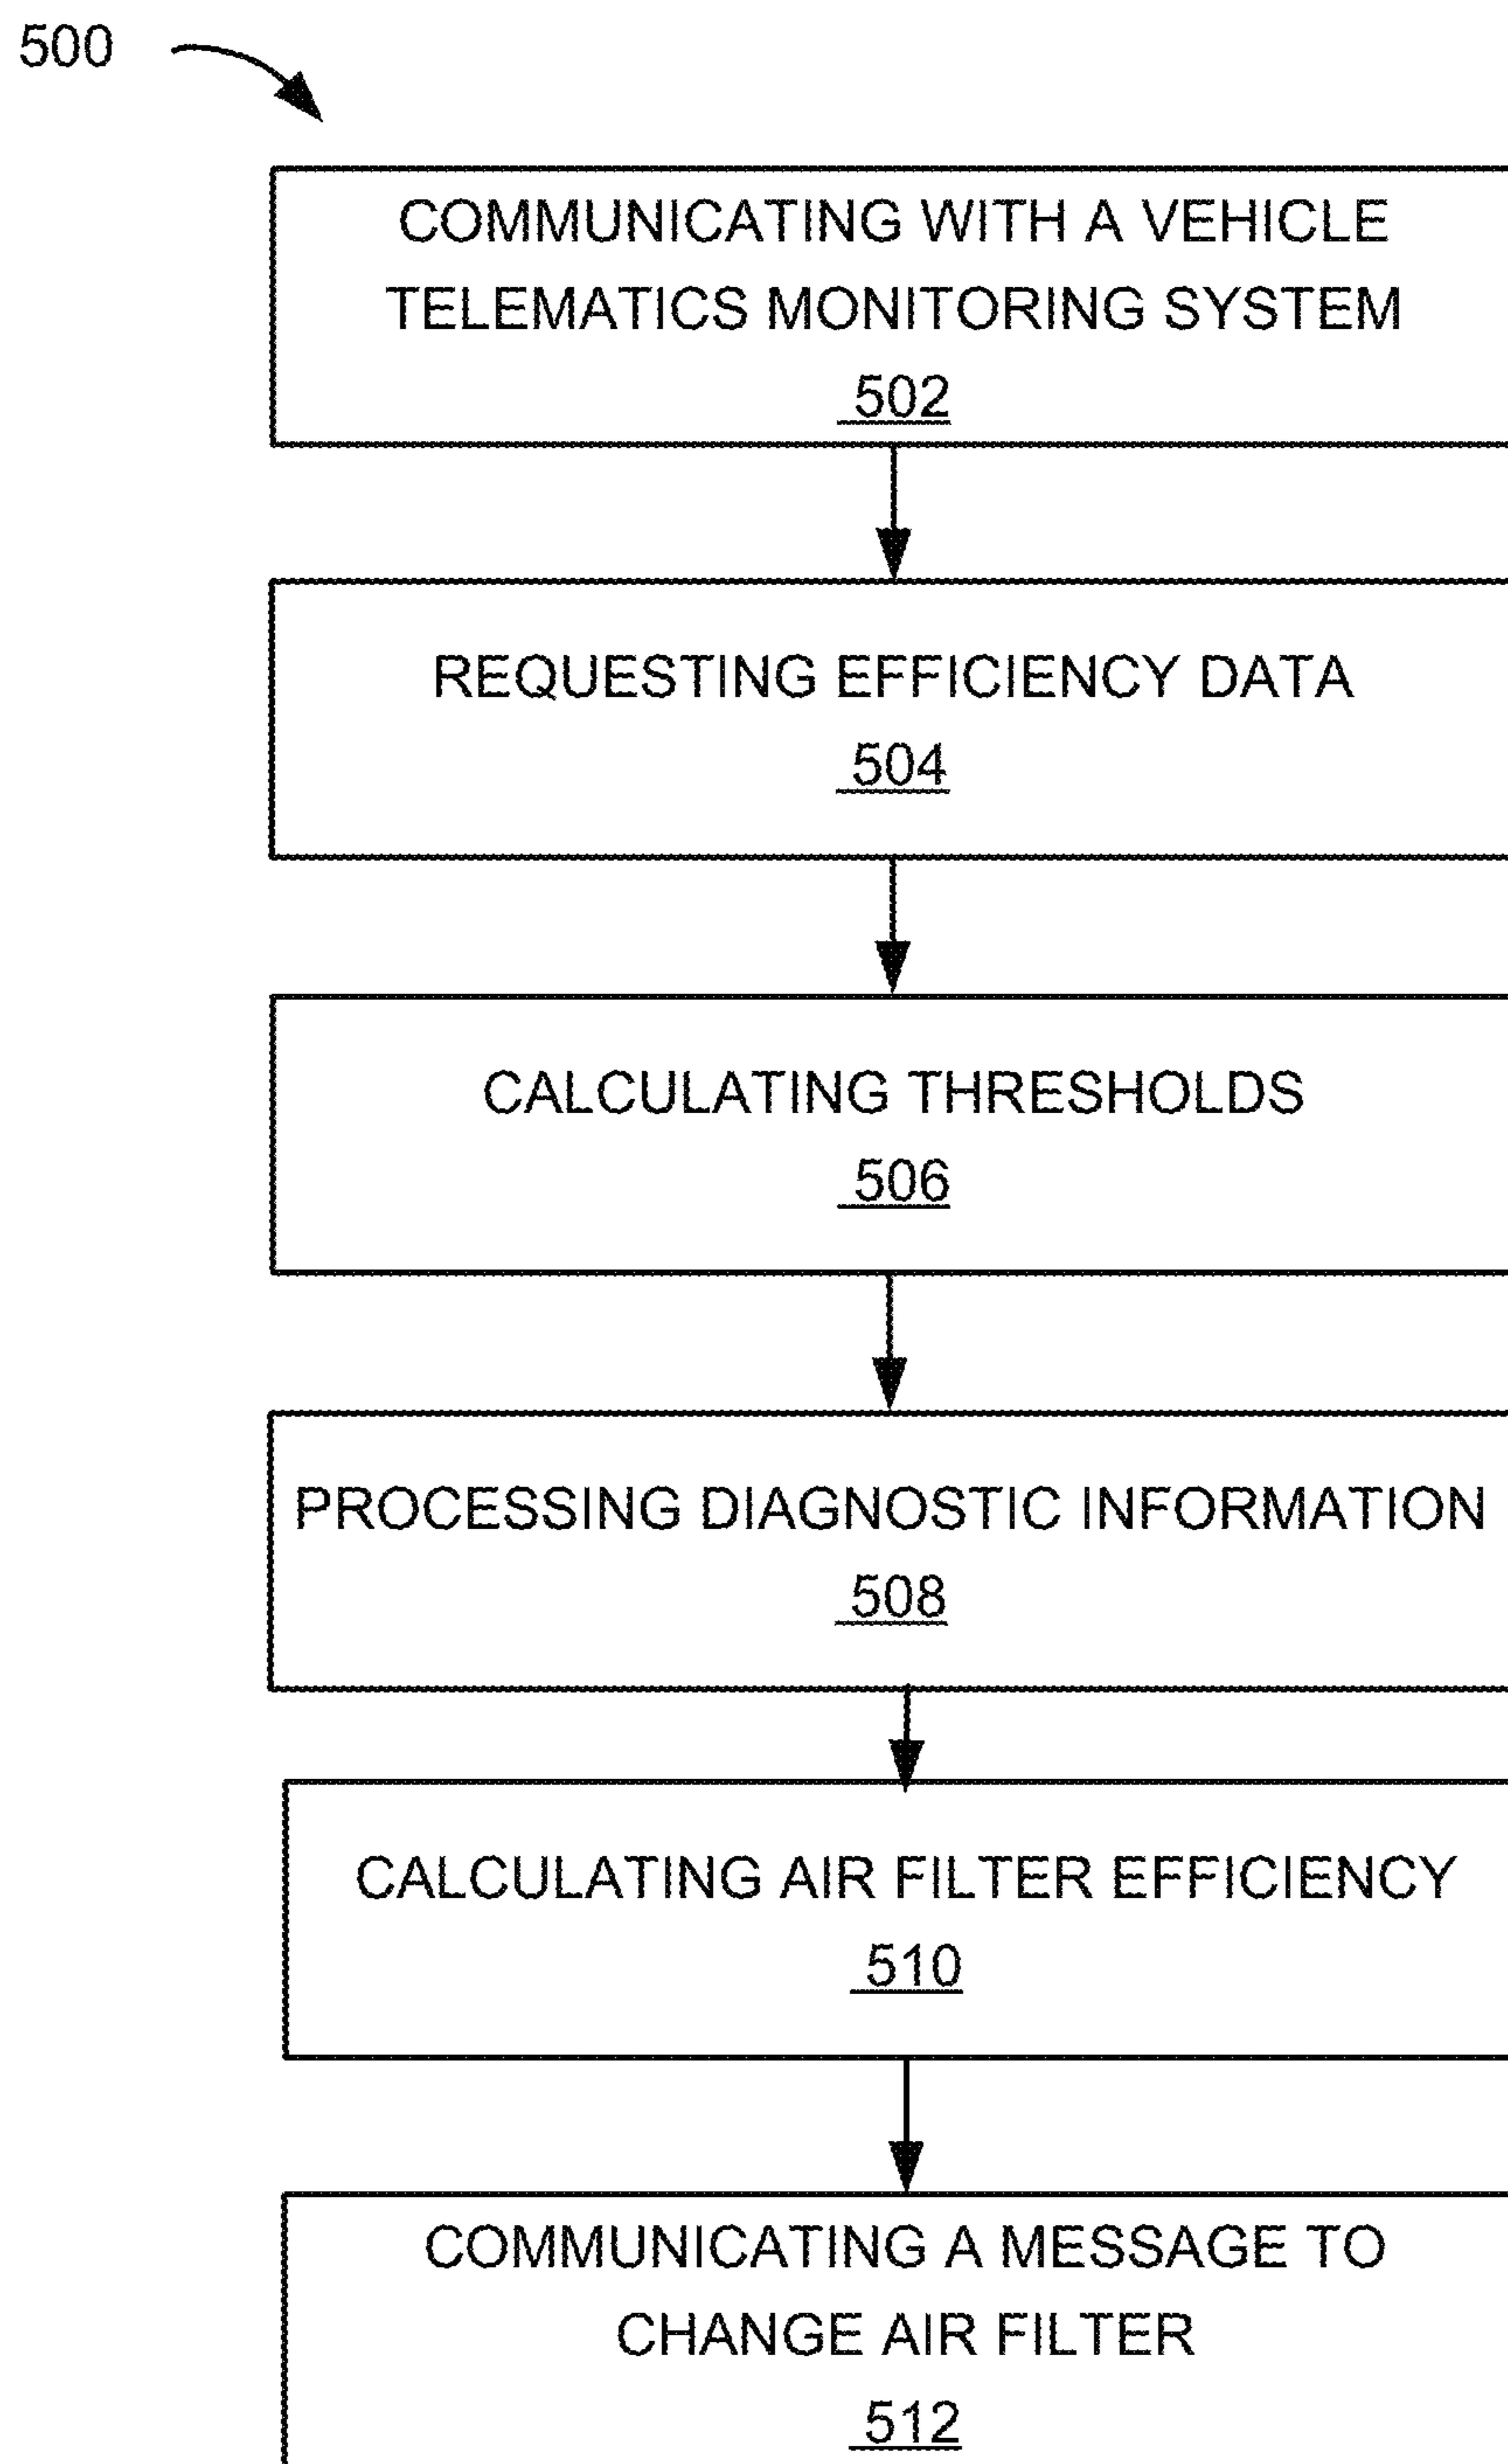 500
COMMUNICATING WITH A VEHICLE
TELEMATICS MONITORING SYSTEM
502
REQUESTING EFFICIENCY DATA
504
CALCULATING THRESHOLDS
506
PROCESSING DIAGNOSTIC INFORMATION
508
CALCULATING AIR FILTER EFFICIENCY
510
COMMUNICATING A MESSAGE TO
CHANGE AIR FILTER
512